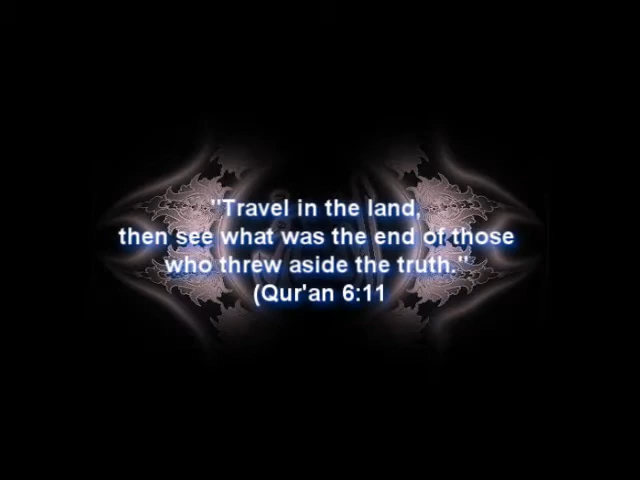 "Travel in the land,
then see what was the end of those
who threw aside the truth."
(Qur'an 6:11